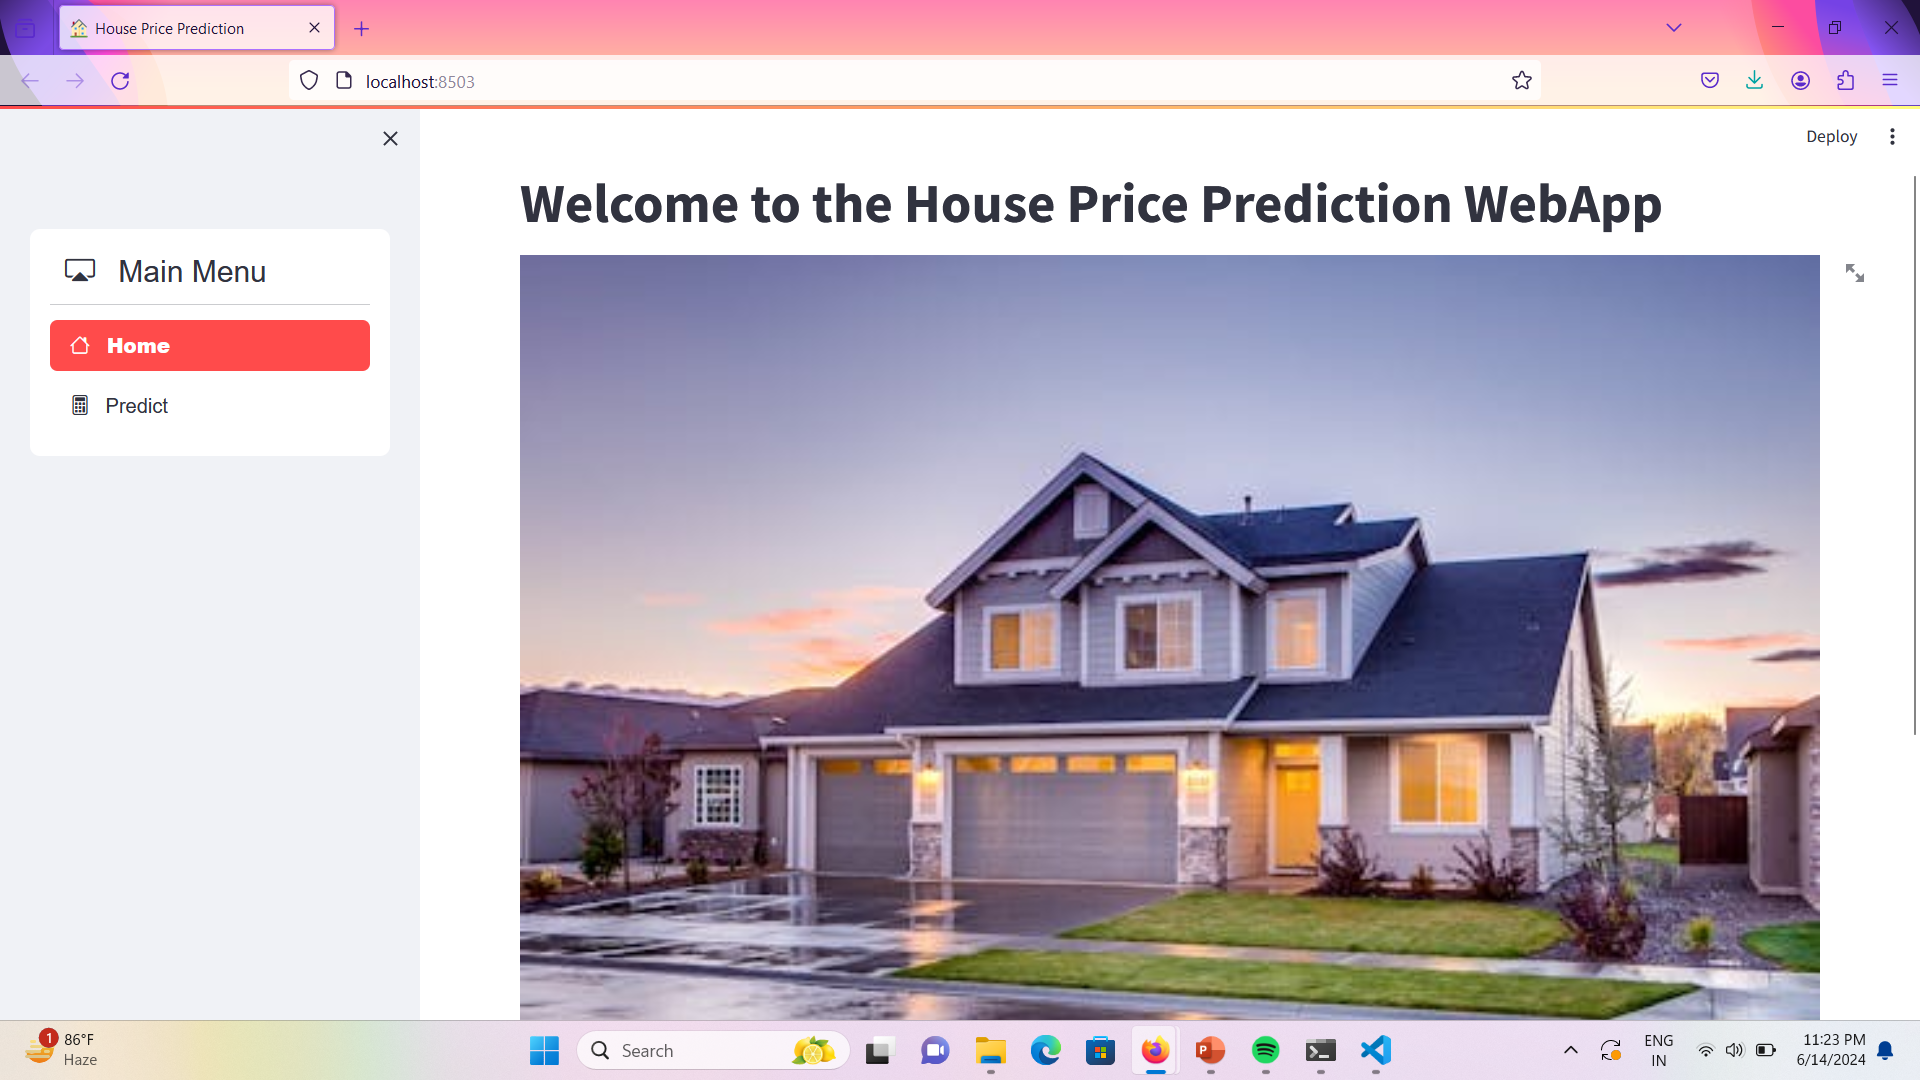 House Price Prediction
localhost:8503
Deploy
Main Menu
Home
Predict
Welcome to the House Price Prediction WebApp
1
86°F
Haze
Search
P
ENG
IN
11:23 PM
6/14/2024